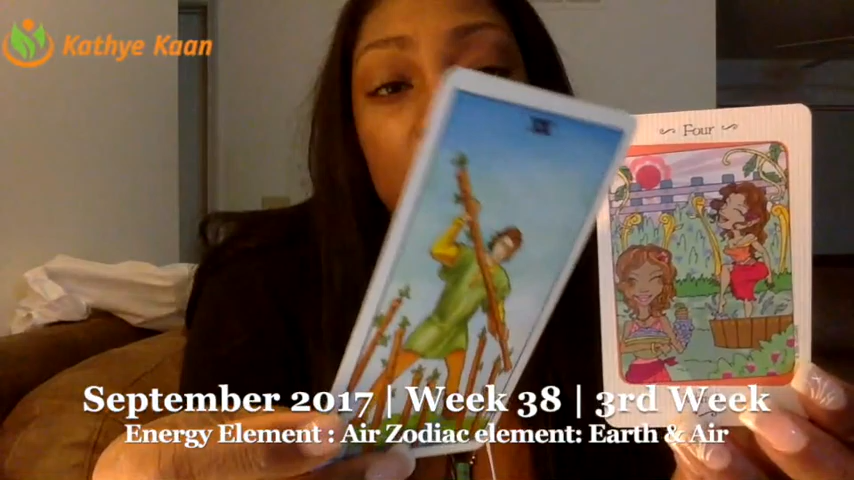 Kathye Kaan
Four
September 2017 | Week 38 | 3rd Week
Energy Element : Air Zodiac element: Earth & Air